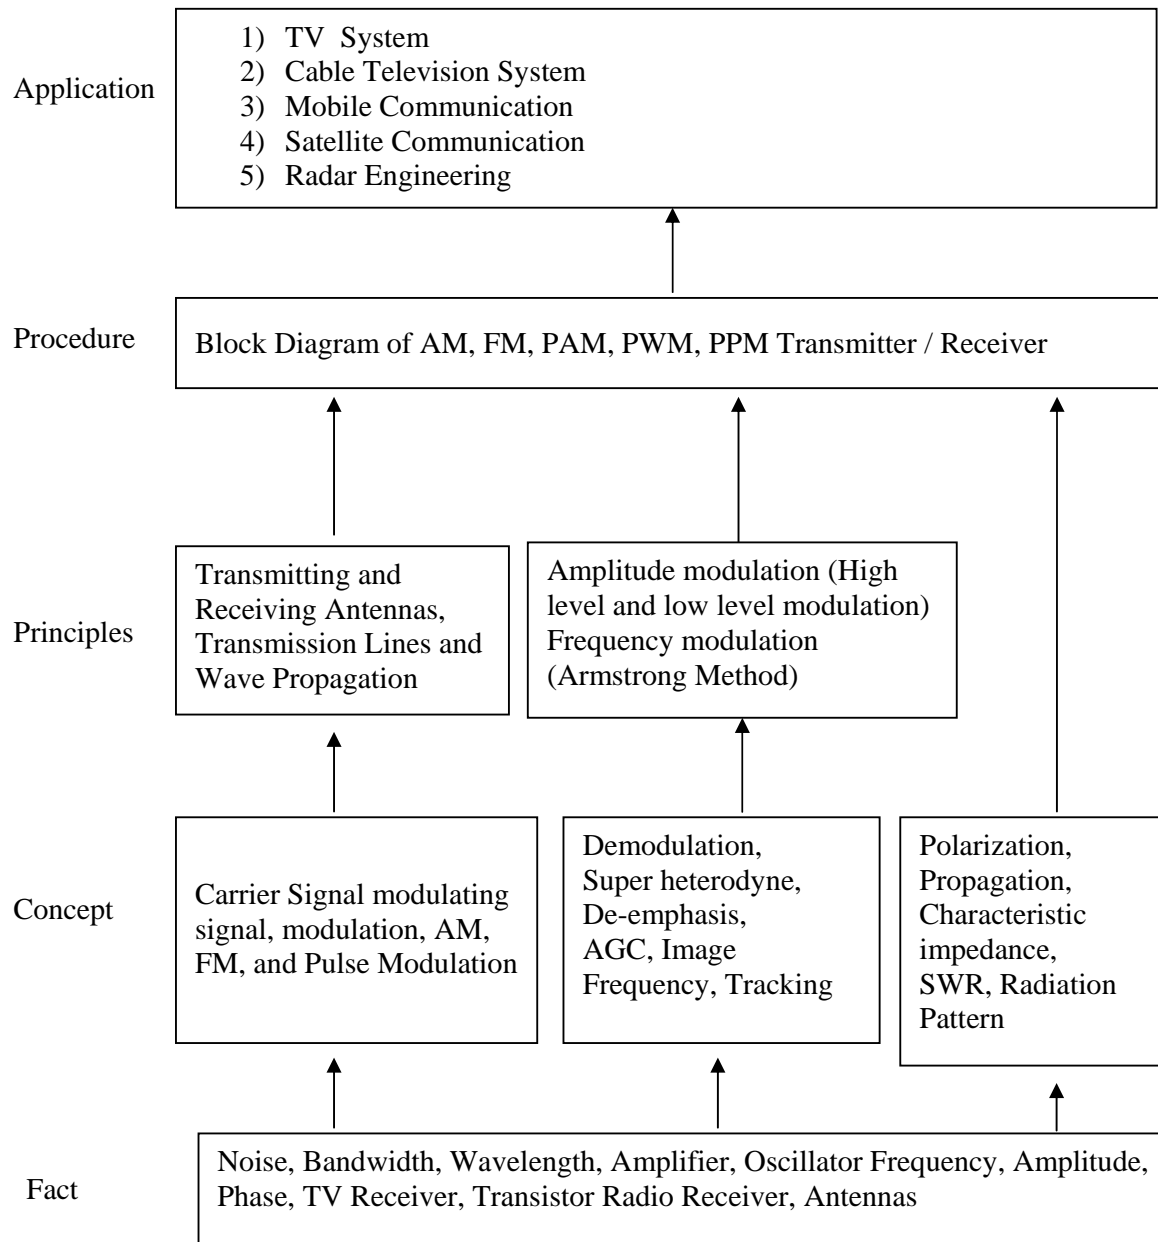 1) TV System
2) Cable Television System
Application
3) Mobile Communication
4) Satellite Communication
5) Radar Engineering
Procedure
Block Diagram of AM, FM, PAM, PWM, PPM Transmitter / Receiver
Principles
Transmitting and
Receiving Antennas,
Transmission Lines and
Wave Propagation
Amplitude modulation (High
level and low level modulation)
Frequency modulation
(Armstrong Method)
Concept
Carrier Signal modulating
signal, modulation, AM,
FM, and Pulse Modulation
Demodulation,
Super heterodyne,
De-emphasis,
AGC, Image
Frequency, Tracking
Polarization,
Propagation,
Characteristic
impedance,
SWR, Radiation
Pattern
Fact
Noise, Bandwidth, Wavelength, Amplifier, Oscillator Frequency, Amplitude,
Phase, TV Receiver, Transistor Radio Receiver, Antennas